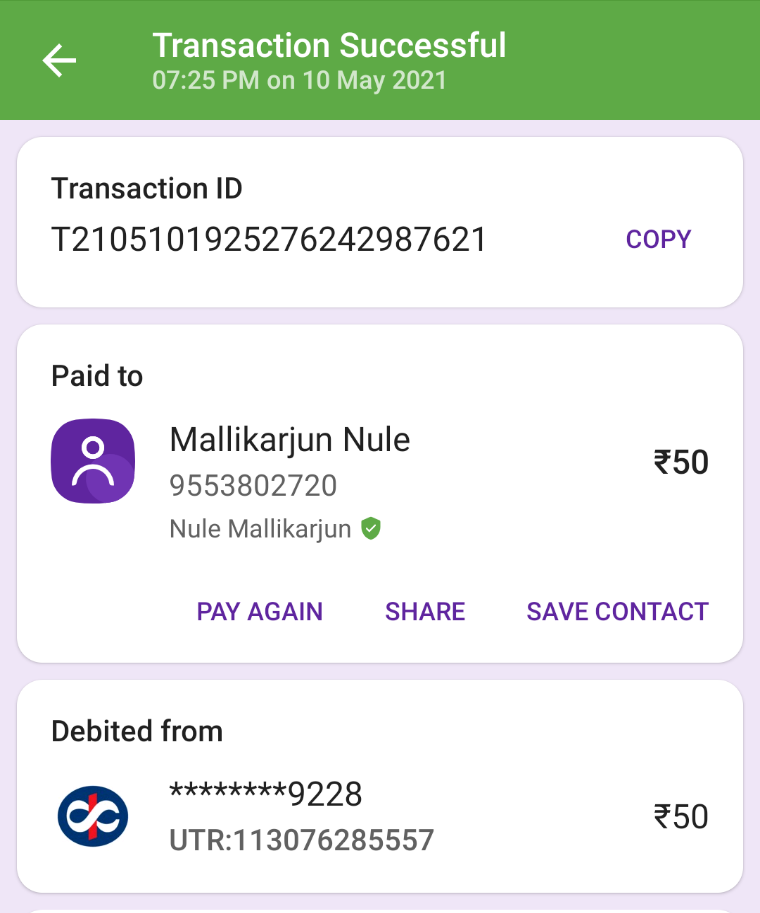 Transaction Successful
07:25 PM on 10 May 2021
Transaction ID
T2105101925276242987621
COPY
Paid to
Mallikarjun Nule
₹50
9553802720
Nule Mallikarjun
PAY AGAIN
SHARE
SAVE CONTACT
Debited from
********9228
₹50
UTR:113076285557